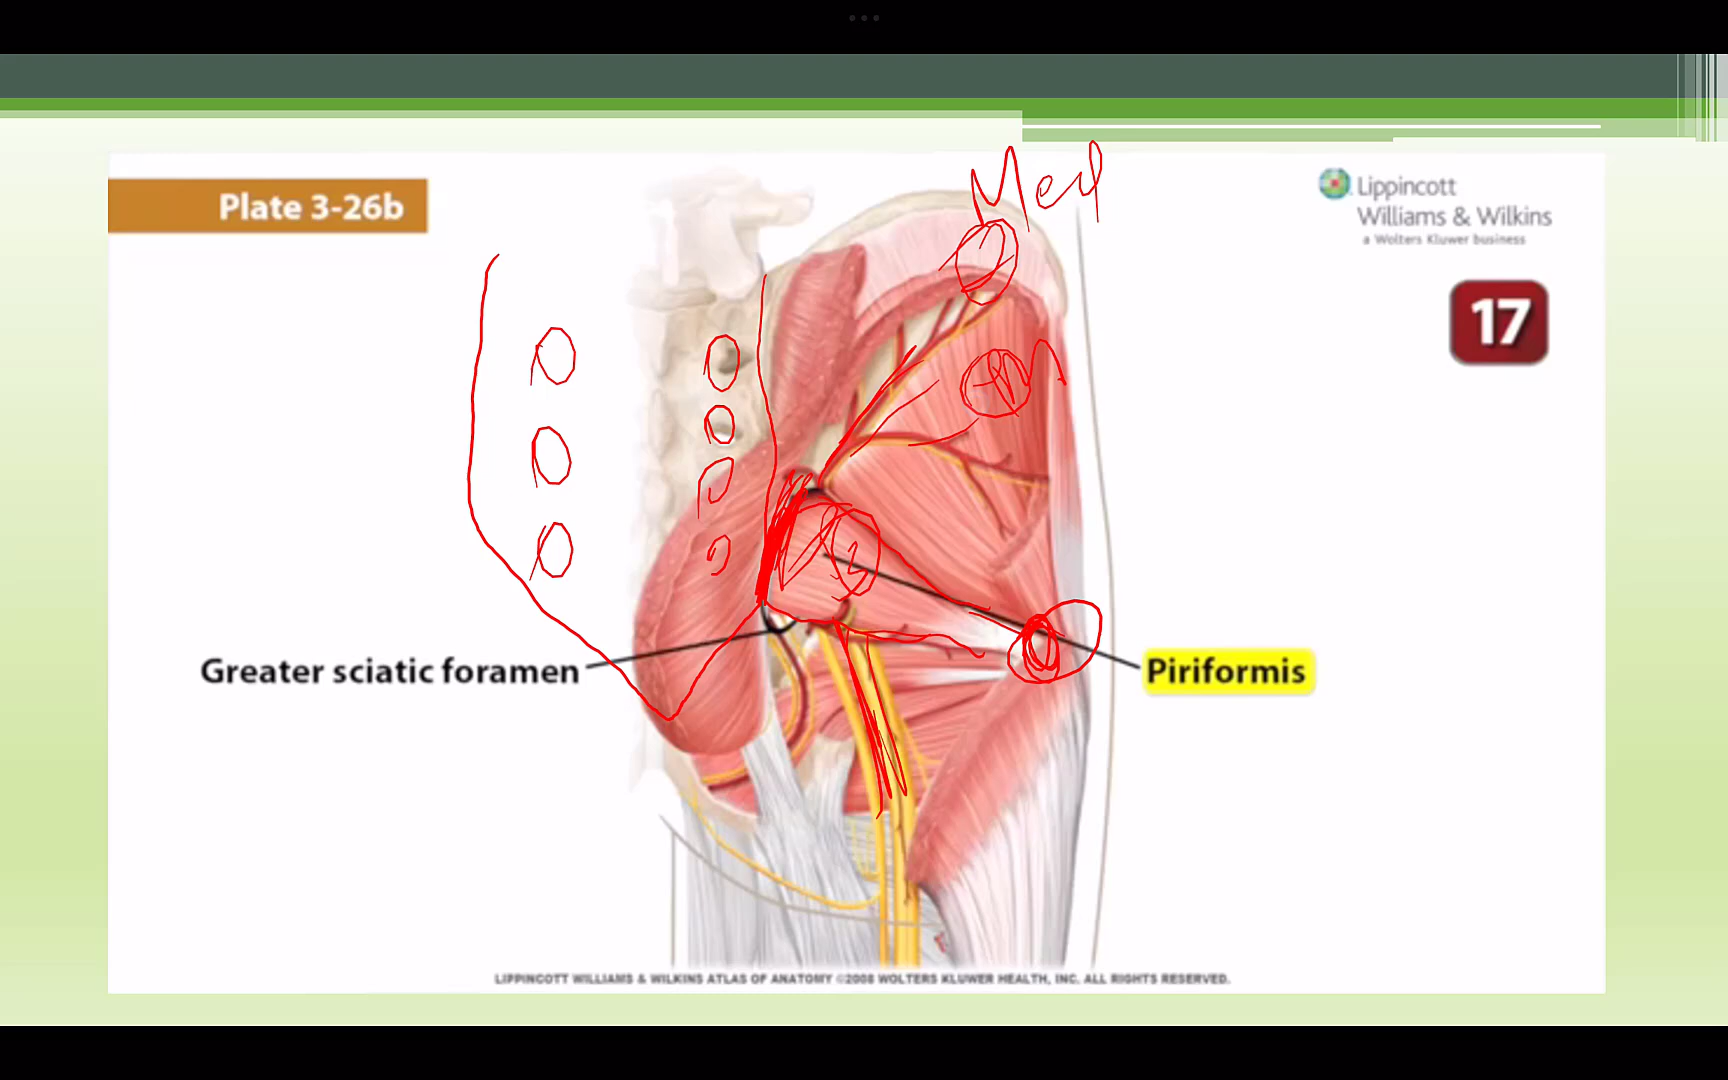 Plate 3-26b
Med
Lippincott
Williams & Wilkins
a Wolters Kluwer business
17
Greater sciatic foramen
Piriformis
LIPPINCOTT WILLIAMS & WILKINS ATLAS OF ANATOMY ©2008 WOLTERS KLUWER HEALTH, INC. ALL RIGHTS RESERVED.